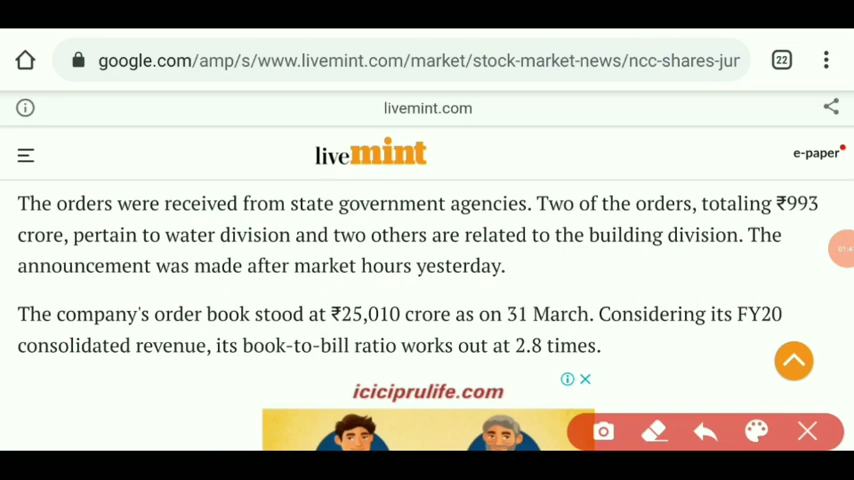 google.com/amp/s/www.livemint.com/market/stock-market-news/ncc-shares-jur
22
livemint.com
livemint
e-paper
The orders were received from state government agencies. Two of the orders, totaling ₹993
crore, pertain to water division and two others are related to the building division. The
announcement was made after market hours yesterday.
The company's order book stood at ₹25,010 crore as on 31 March. Considering its FY20
consolidated revenue, its book-to-bill ratio works out at 2.8 times.
iciciprulife.com